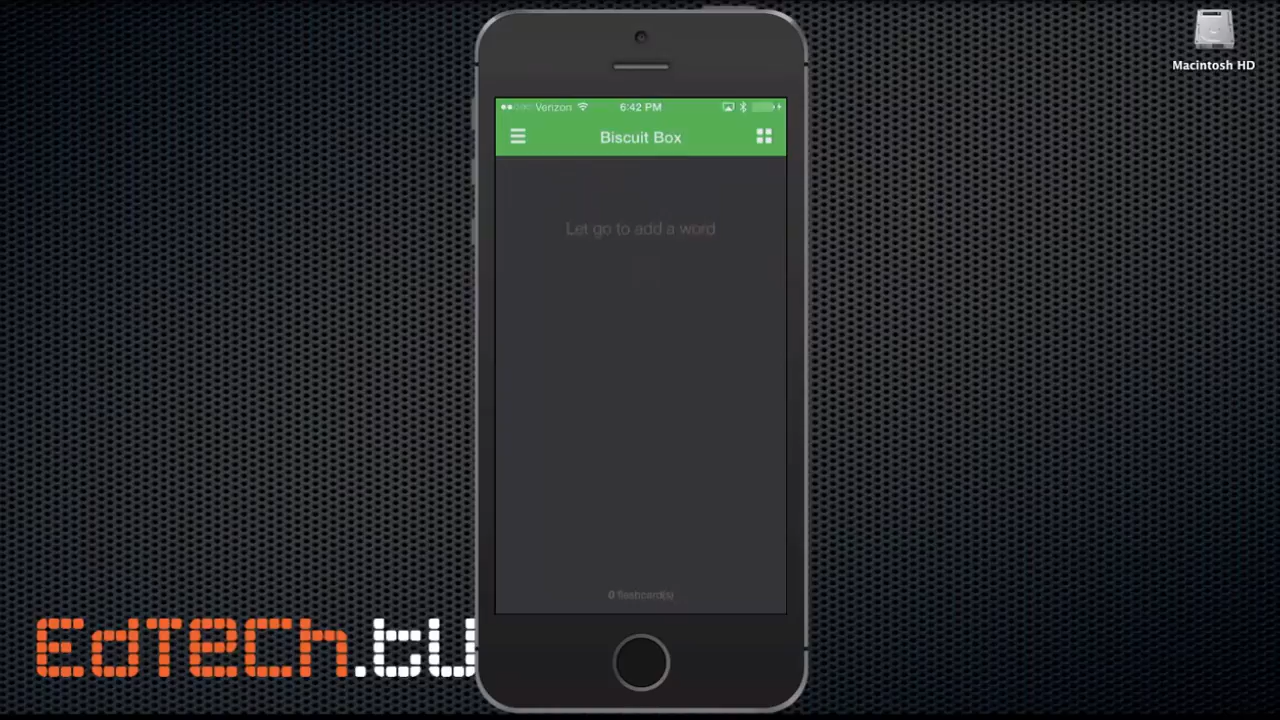 Macintosh HD
Verizon 6:42 PM
Biscuit Box
Let go to add a word
0 flashcard(s)
EdTECh.tv